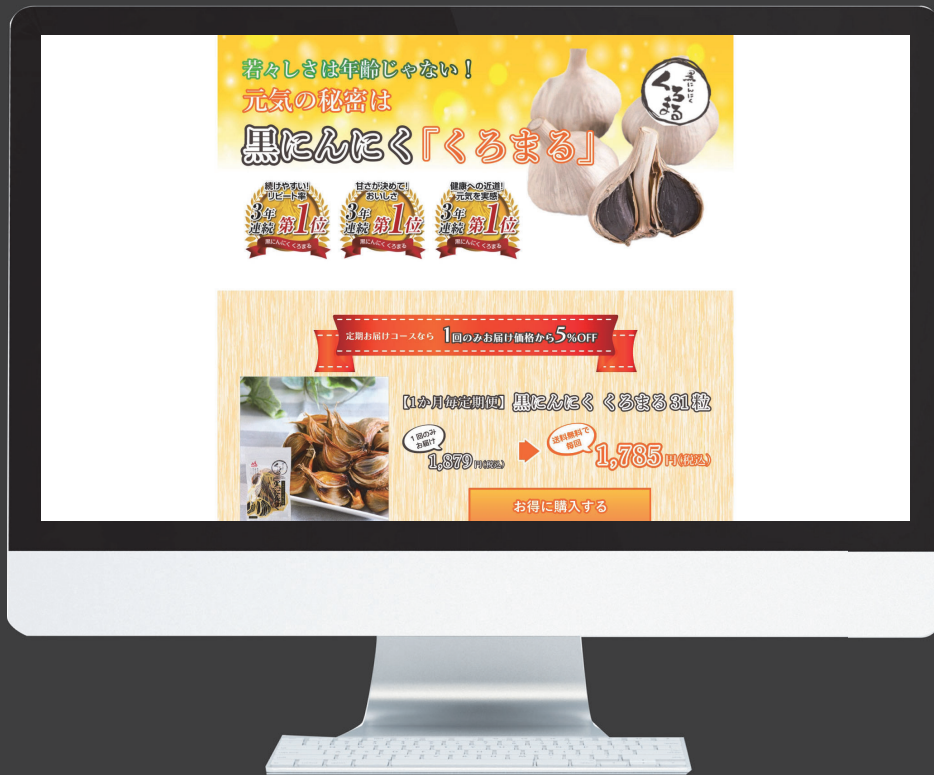 若々しさは年齢じゃない！
元気の秘密は
黒にんにく「くろまる」
黒にんにく
くろまる
続けやすい!
リピート率
3年連続 第1位
黒にんにく くろまる
甘さが決めて!
おいしさ
3年連続 第1位
黒にんにく くろまる
健康への近道!
元気を実感
3年連続 第1位
黒にんにく くろまる
定期お届けコースなら 1回のみお届け価格から5%OFF
【1か月毎定期便】 黒にんにく くろまる 31粒
1回のみ
お届け
1,879円(税込)
送料無料で
毎回
1,785円(税込)
お得に購入する